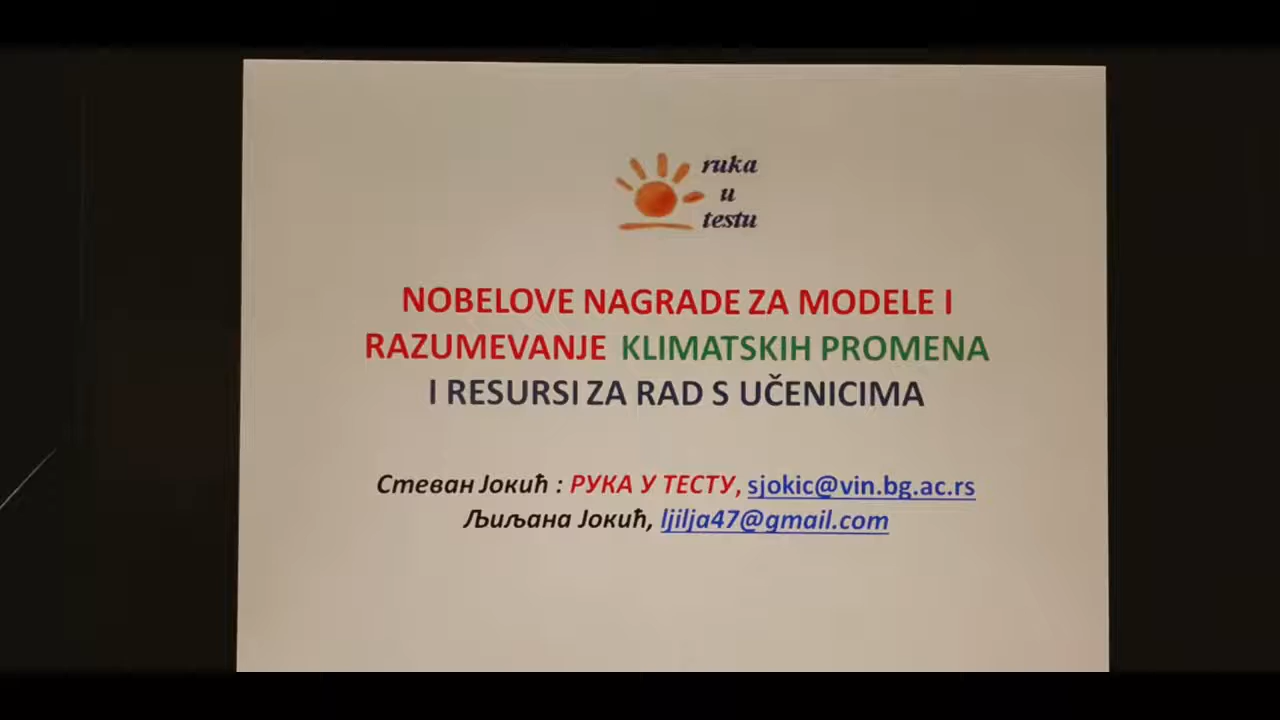 ruka
u
testu
NOBELOVE NAGRADE ZA MODELE I
RAZUMEVANJE KLIMATSKIH PROMENA
I RESURSI ZA RAD S UČENICIMA
Стеван Јокић : РУКА У ТЕСТУ, sjokic@vin.bg.ac.rs
Љиљана Јокић, ljilja47@gmail.com